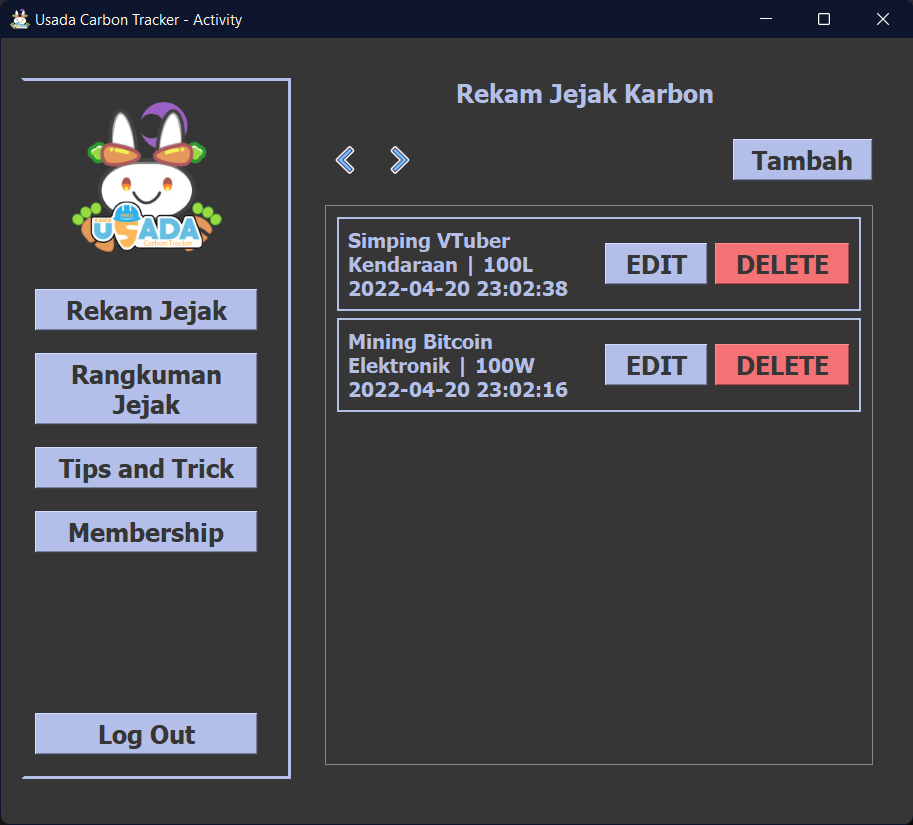 Usada Carbon Tracker - Activity
USADA
Carbon Tracker
Rekam Jejak
Rangkuman
Jejak
Tips and Trick
Membership
Log Out
Rekam Jejak Karbon
Tambah
Simping VTuber
Kendaraan | 100L
2022-04-20 23:02:38
EDIT
DELETE
Mining Bitcoin
Elektronik | 100W
2022-04-20 23:02:16
EDIT
DELETE